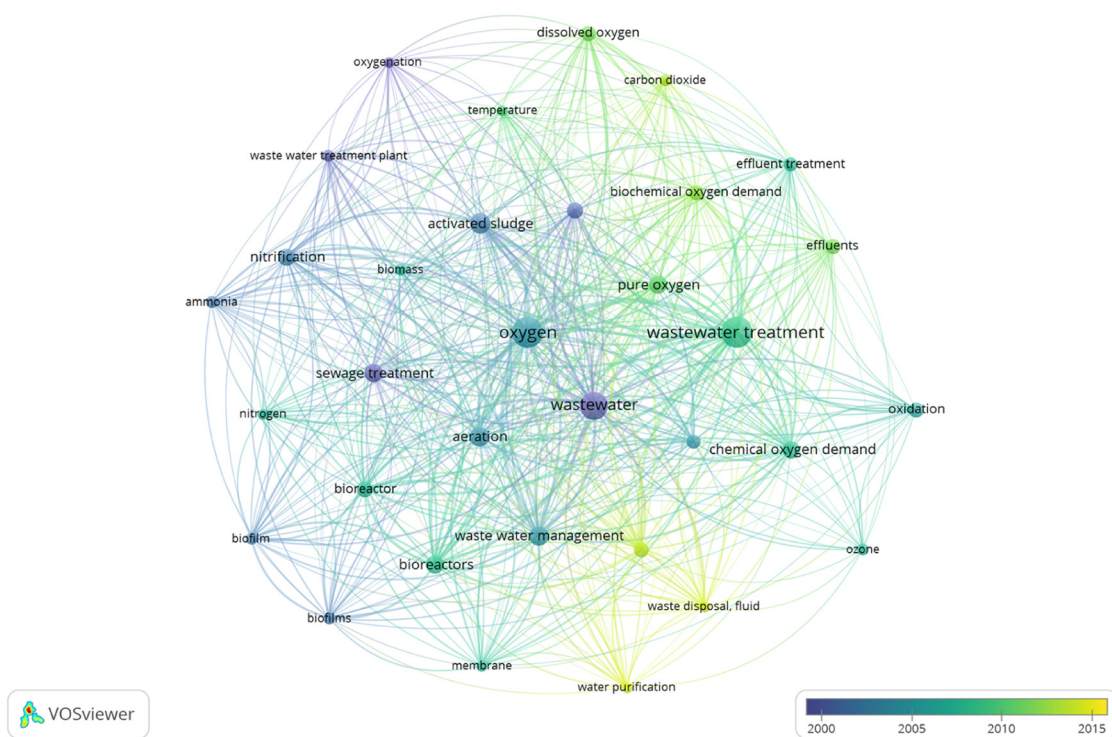 dissolved oxygen
oxygenation
carbon dioxide
temperature
waste water treatment plant
effluent treatment
biochemical oxygen demand
activated sludge
effluents
nitrification
biomass
pure oxygen
ammonia
oxygen
wastewater treatment
sewage treatment
wastewater
oxidation
nitrogen
aeration
chemical oxygen demand
bioreactor
waste water management
biofilm
ozone
bioreactors
waste disposal, fluid
biofilms
membrane
water purification
VOSviewer
2000 2005 2010 2015